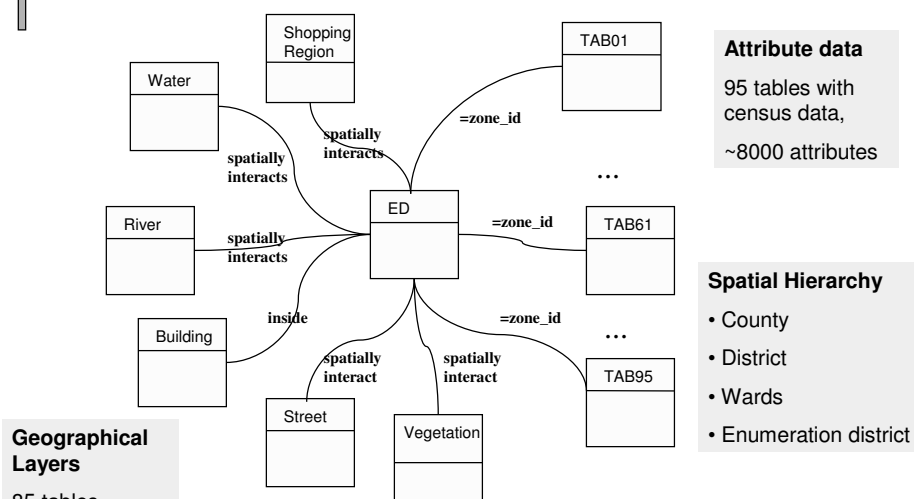 Shopping
Region
TAB01
Water
Attribute data
95 tables with
census data,
~8000 attributes
=zone_id
spatially
interacts
spatially
interacts
...
ED
River
=zone_id
TAB61
spatially
interacts
Spatial Hierarchy
• County
• District
• Wards
• Enumeration district
inside
=zone_id
Building
...
spatially
interact
spatially
interact
TAB95
Street
Vegetation
Geographical
Layers
85 tables